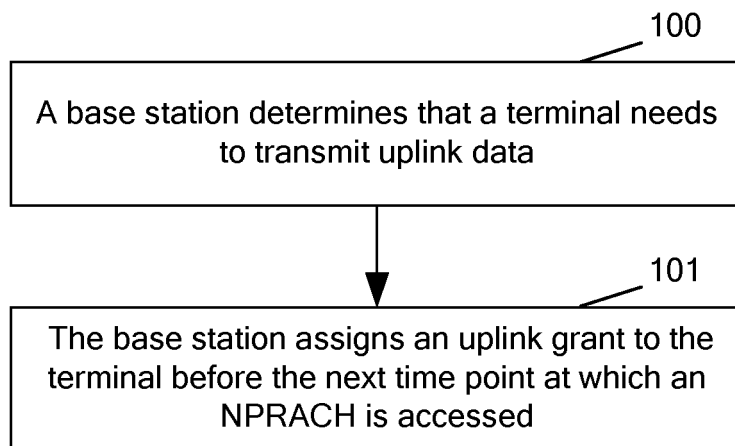 100
A base station determines that a terminal needs
to transmit uplink data
101
The base station assigns an uplink grant to the
terminal before the next time point at which an
NPRACH is accessed